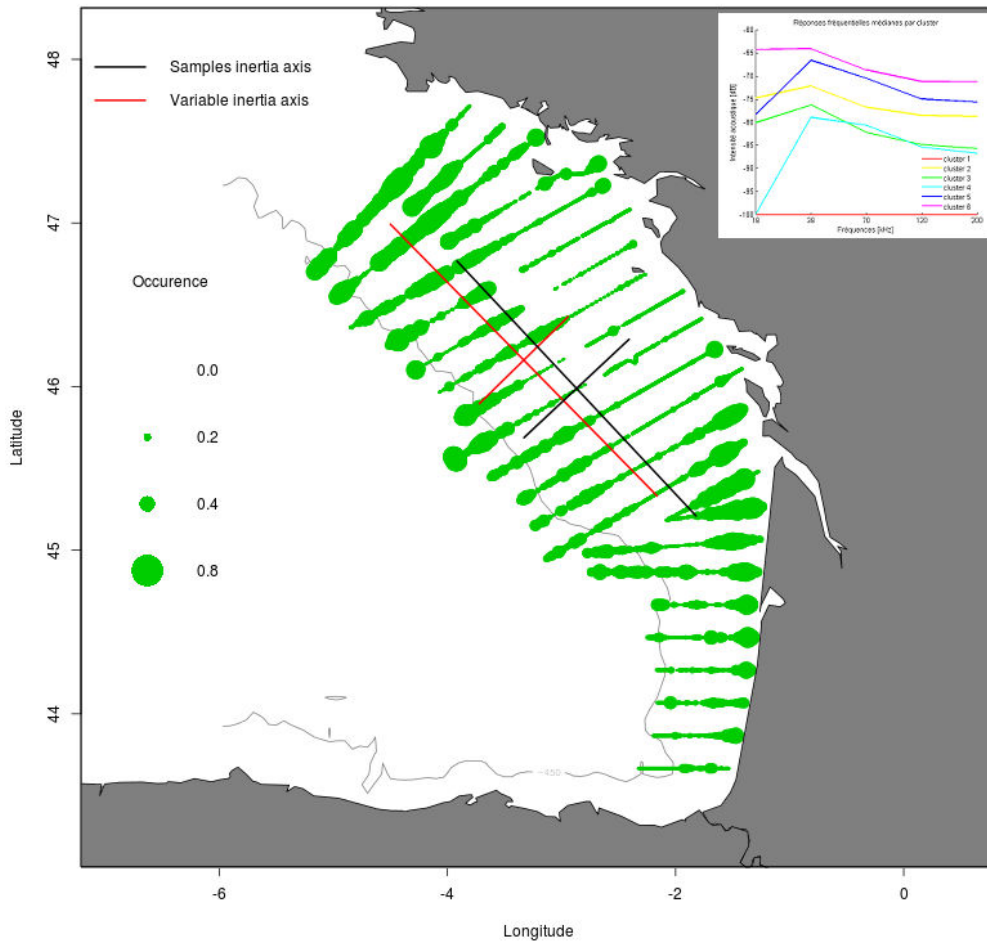 Réponses fréquentielles médianes par cluster
-60
-65
-70
-75
-80
-85
-90
-95
-100
Intensité acoustique [dB]
cluster 1
cluster 2
cluster 3
cluster 4
cluster 5
cluster 6
18
38
70
120
200
Fréquences [kHz]
Samples inertia axis
Variable inertia axis
Occurence
0.0
0.2
0.4
0.8
-450
48
47
46
45
44
Latitude
-6
-4
-2
0
Longitude